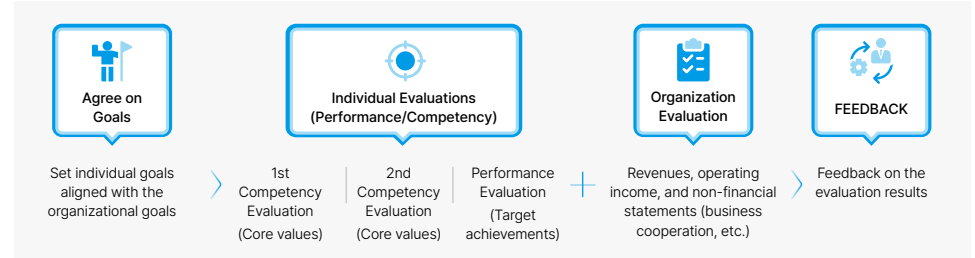 Agree on
Goals
Individual Evaluations
(Performance/Competency)
Organization
Evaluation
FEEDBACK
Set individual goals
aligned with the
organizational goals
1st
Competency
Evaluation
(Core values)
2nd
Competency
Evaluation
(Core values)
Performance
Evaluation
(Target
achievements)
Revenues, operating
income, and non-financial
statements (business
cooperation, etc.)
Feedback on the
evaluation results